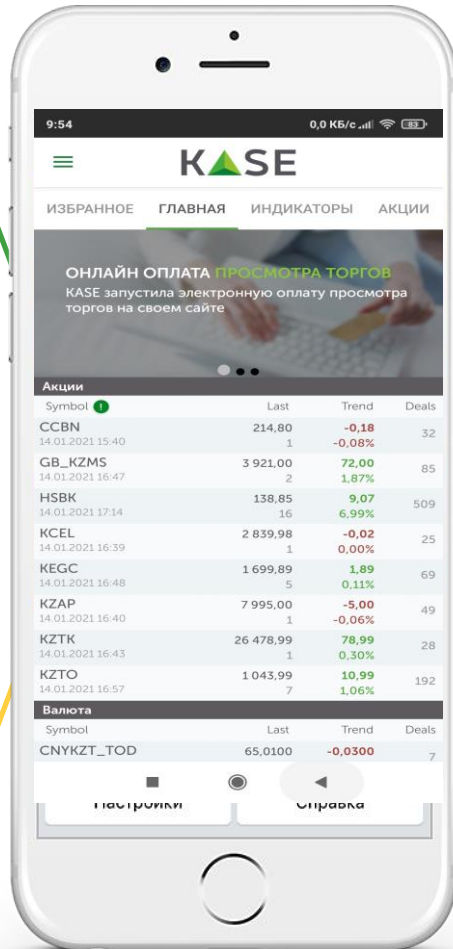 9:54 0,0 КБ/с 83
KASE
ИЗБРАННОЕ ГЛАВНАЯ ИНДИКАТОРЫ АКЦИИ
ОНЛАЙН ОПЛАТА ПРОСМОТРА ТОРГОВ
KASE запустила электронную оплату просмотра
торгов на своем сайте
Акции
Symbol ! Last Trend Deals
CCBN 214,80 -0,18 32
14.01.2021 15:40 1 -0,08%
GB_KZMS 3 921,00 72,00 85
14.01.2021 16:47 2 1,87%
HSBK 138,85 9,07 509
14.01.2021 17:14 16 6,99%
KCEL 2 839,98 -0,02 25
14.01.2021 16:39 1 0,00%
KEGC 1 699,89 1,89 69
14.01.2021 16:48 5 0,11%
KZAP 7 995,00 -5,00 49
14.01.2021 16:40 1 -0,06%
KZTK 26 478,99 78,99 28
14.01.2021 16:43 1 0,30%
KZTO 1 043,99 10,99 192
14.01.2021 16:57 7 1,06%
Валюта
Symbol Last Trend Deals
CNYKZT_TOD 65,0100 -0,0300 7
Настройки Справка